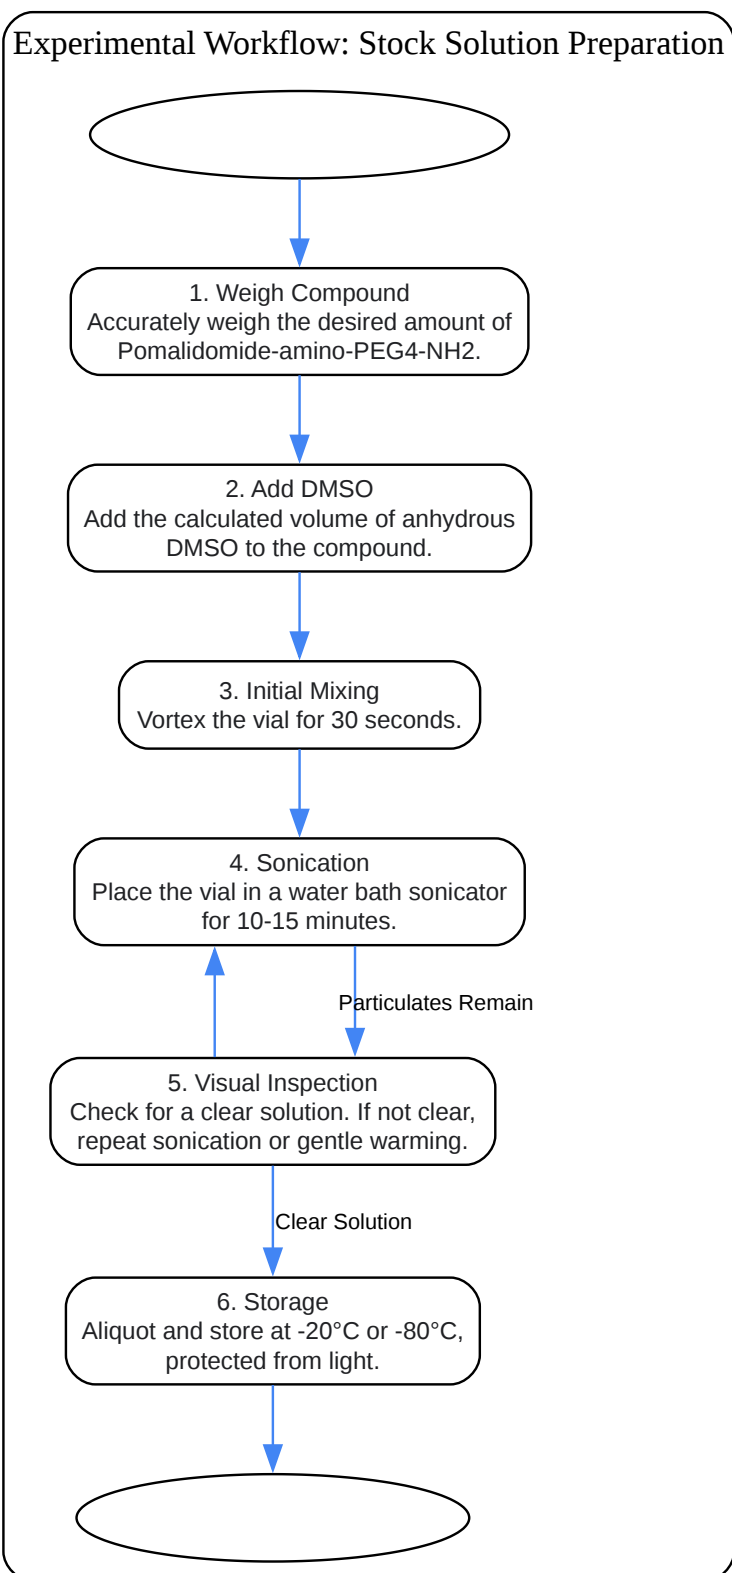 Experimental Workflow: Stock Solution Preparation
1. Weigh Compound
Accurately weigh the desired amount of
Pomalidomide-amino-PEG4-NH2.
2. Add DMSO
Add the calculated volume of anhydrous
DMSO to the compound.
3. Initial Mixing
Vortex the vial for 30 seconds.
4. Sonication
Place the vial in a water bath sonicator
for 10-15 minutes.
Particulates Remain
5. Visual Inspection
Check for a clear solution. If not clear,
repeat sonication or gentle warming.
Clear Solution
6. Storage
Aliquot and store at -20°C or -80°C,
protected from light.